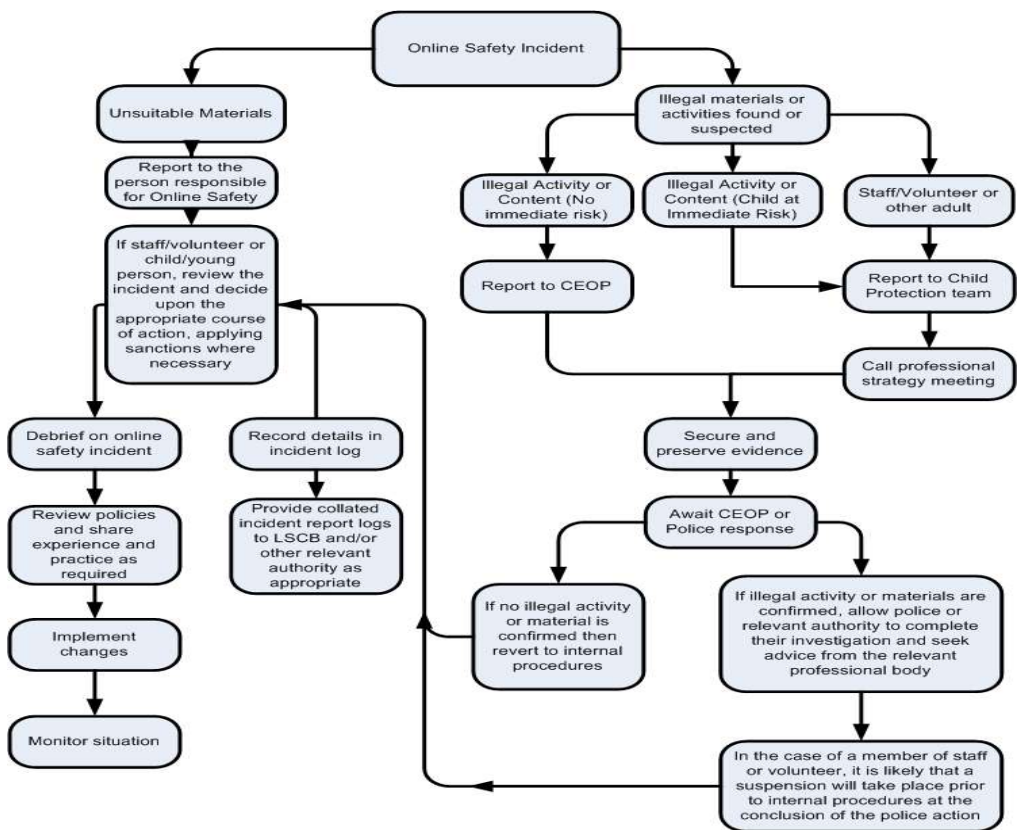 Online Safety Incident
Unsuitable Materials
Report to the
person responsible
for Online Safety
If staff/volunteer or
child/young
person, review the
incident and decide
upon the
appropriate course
of action, applying
sanctions where
necessary
Debrief on online
safety incident
Review policies
and share
experience and
practice as
required
Implement
changes
Monitor situation
Record details in
incident log
Provide collated
incident report logs
to LSCB and/or
other relevant
authority as
appropriate
Illegal materials or
activities found or
suspected
Illegal Activity or
Content (No
immediate risk)
Illegal Activity or
Content (Child at
Immediate Risk)
Staff/Volunteer or
other adult
Report to CEOP
Report to Child
Protection team
Call professional
strategy meeting
Secure and
preserve evidence
Await CEOP or
Police response
If no illegal activity
or material is
confirmed then
revert to internal
procedures
If illegal activity or materials are
confirmed, allow police or
relevant authority to complete
their investigation and seek
advice from the relevant
professional body
In the case of a member of staff
or volunteer, it is likely that a
suspension will take place prior
to internal procedures at the
conclusion of the police action